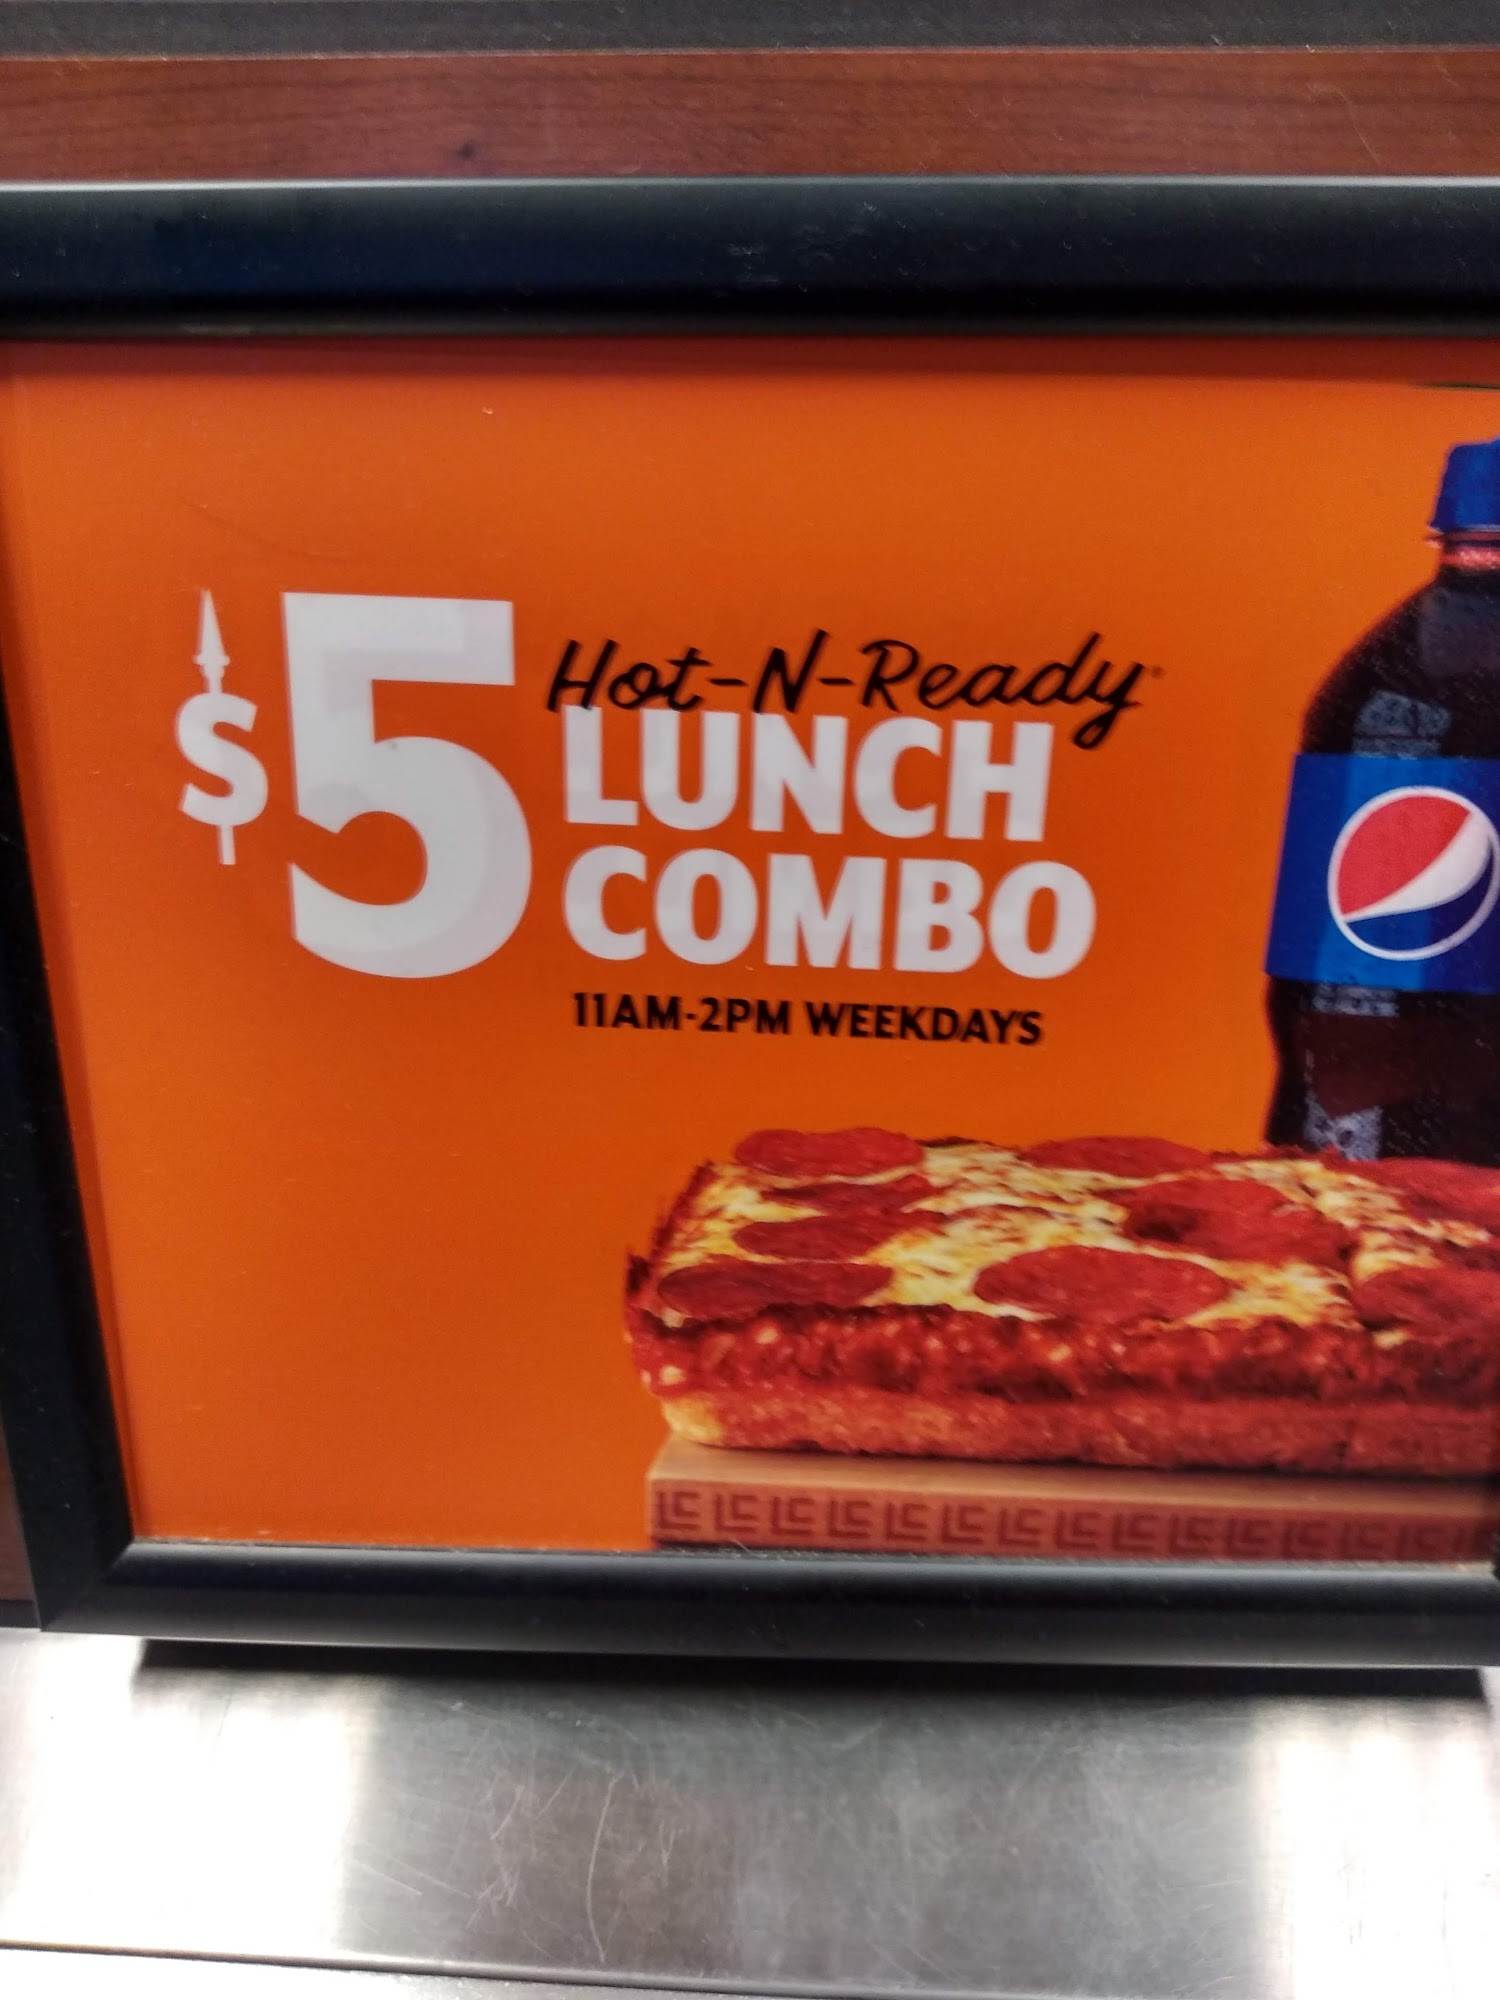 $5
Hot-N-Ready
LUNCH
COMBO
11AM-2PM WEEKDAYS